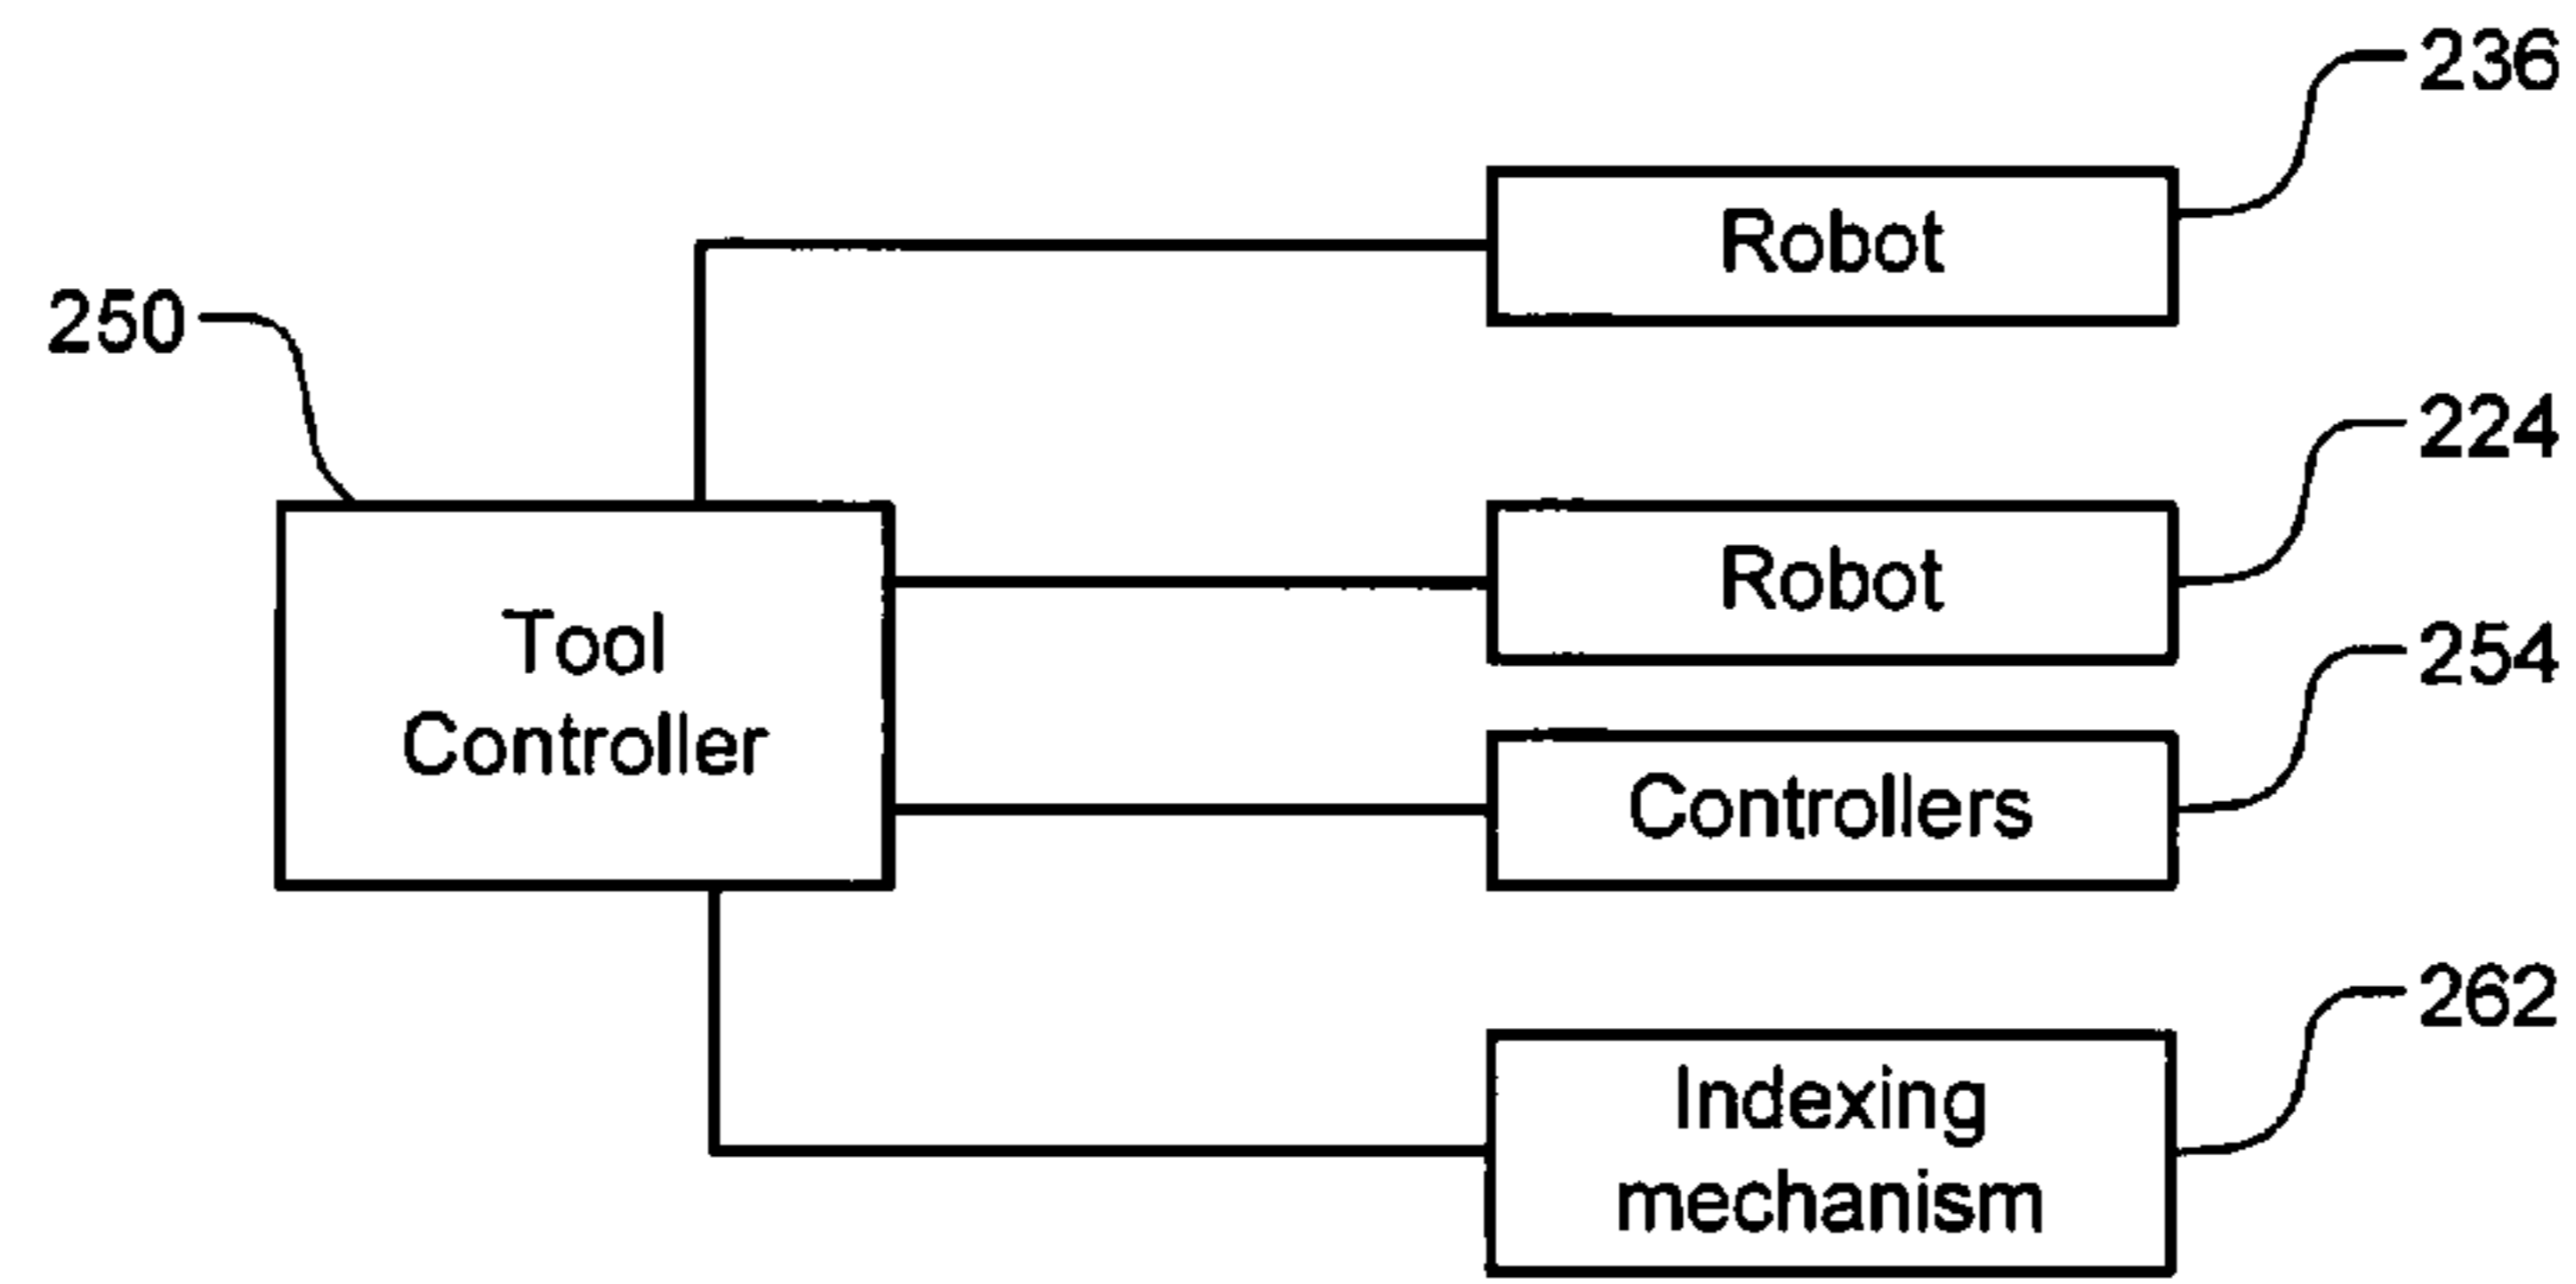 236
Robot
250
224
Robot
Tool
Controller
254
Controllers
262
Indexing
mechanism